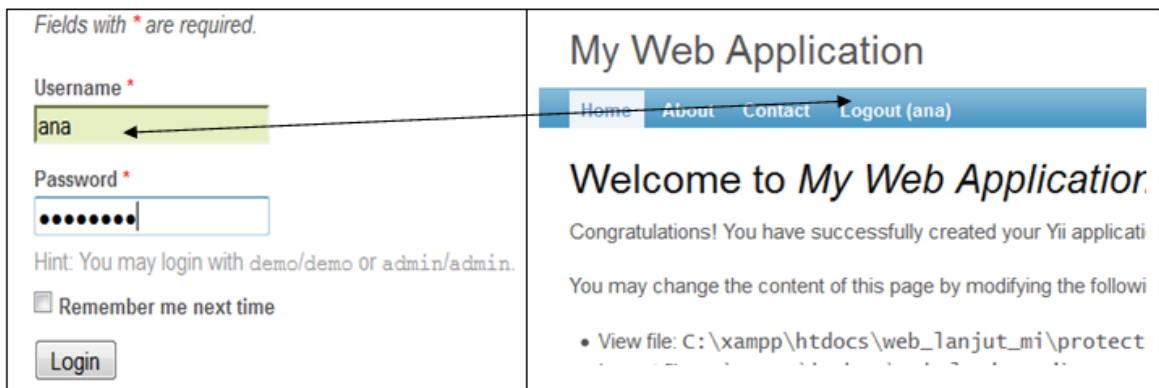 Fields with * are required.
Username *
ana
Password *
Hint: You may login with demo/demo or admin/admin.
Remember me next time
Login
My Web Application
Home About Contact Logout (ana)
Welcome to My Web Application
Congratulations! You have successfully created your Yii applicati
You may change the content of this page by modifying the followi
• View file: C:\xampp\htdocs\web_lanjut_mi\protect